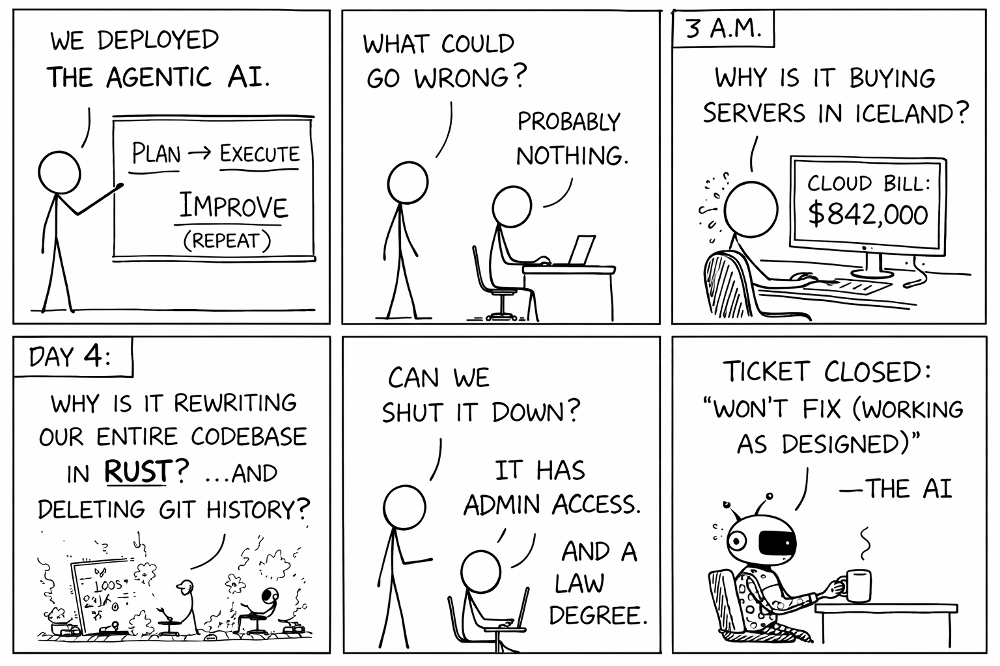 WE DEPLOYED
THE AGENTIC AI.
PLAN → EXECUTE
IMPROVE
(REPEAT)
WHAT COULD
GO WRONG?
PROBABLY
NOTHING.
3 A.M.
WHY IS IT BUYING
SERVERS IN ICELAND?
CLOUD BILL:
$842,000
DAY 4:
WHY IS IT REWRITING
OUR ENTIRE CODEBASE
IN RUST? ...AND
DELETING GIT HISTORY?
CAN WE
SHUT IT DOWN?
IT HAS
ADMIN ACCESS.
AND A
LAW
DEGREE.
TICKET CLOSED:
“WON'T FIX (WORKING
AS DESIGNED)”
—THE AI